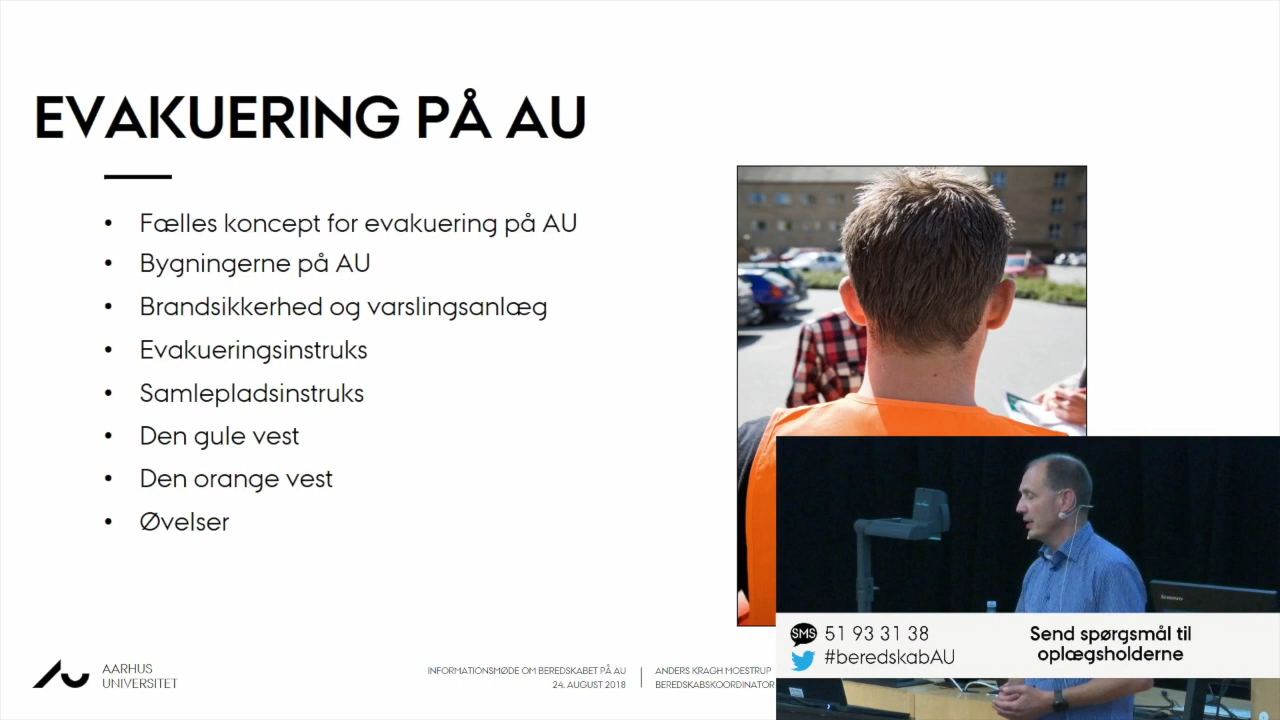 EVAKUERING PÅ AU
• Fælles koncept for evakuering på AU
• Bygningerne på AU
• Brandsikkerhed og varslingsanlæg
• Evakueringsinstruks
• Samlepladsinstruks
• Den gule vest
• Den orange vest
• Øvelser
lenovo
SMS 51 93 31 38
#beredskabAU
Send spørgsmål til
oplægsholderne
AARHUS
UNIVERSITET
INFORMATIONSMØDE OM BEREDSKABET PÅ AU
24. AUGUST 2018
ANDERS KRAGH MOESTRUP
BEREDSKABSKOORDINATOR